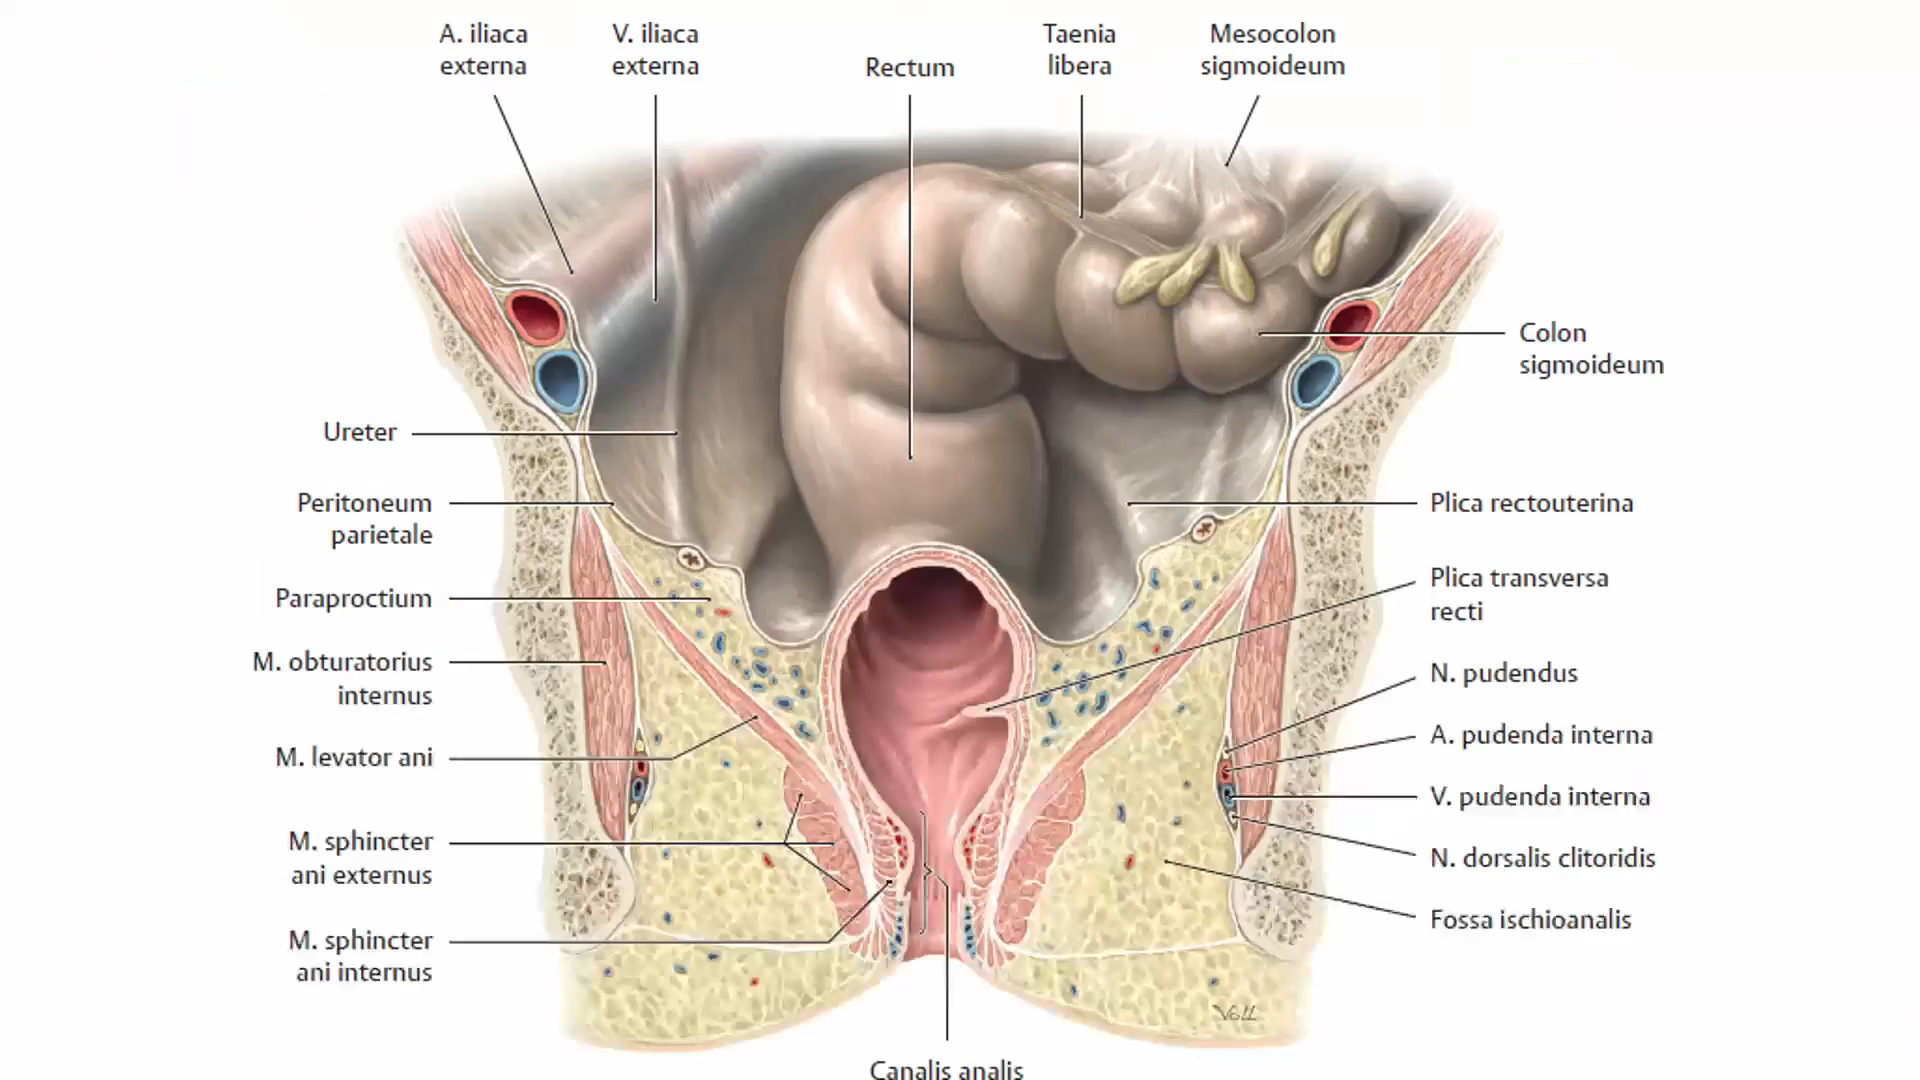 A. iliaca
externa
V. iliaca
externa
Rectum
Taenia
libera
Mesocolon
sigmoideum
Colon
sigmoideum
Ureter
Peritoneum
parietale
Paraproctium
M. obturatorius
internus
M. levator ani
M. sphincter
ani externus
M. sphincter
ani internus
Plica rectouterina
Plica transversa
recti
N. pudendus
A. pudenda interna
V. pudenda interna
N. dorsalis clitoridis
Fossa ischioanalis
Voll
Canalis analis